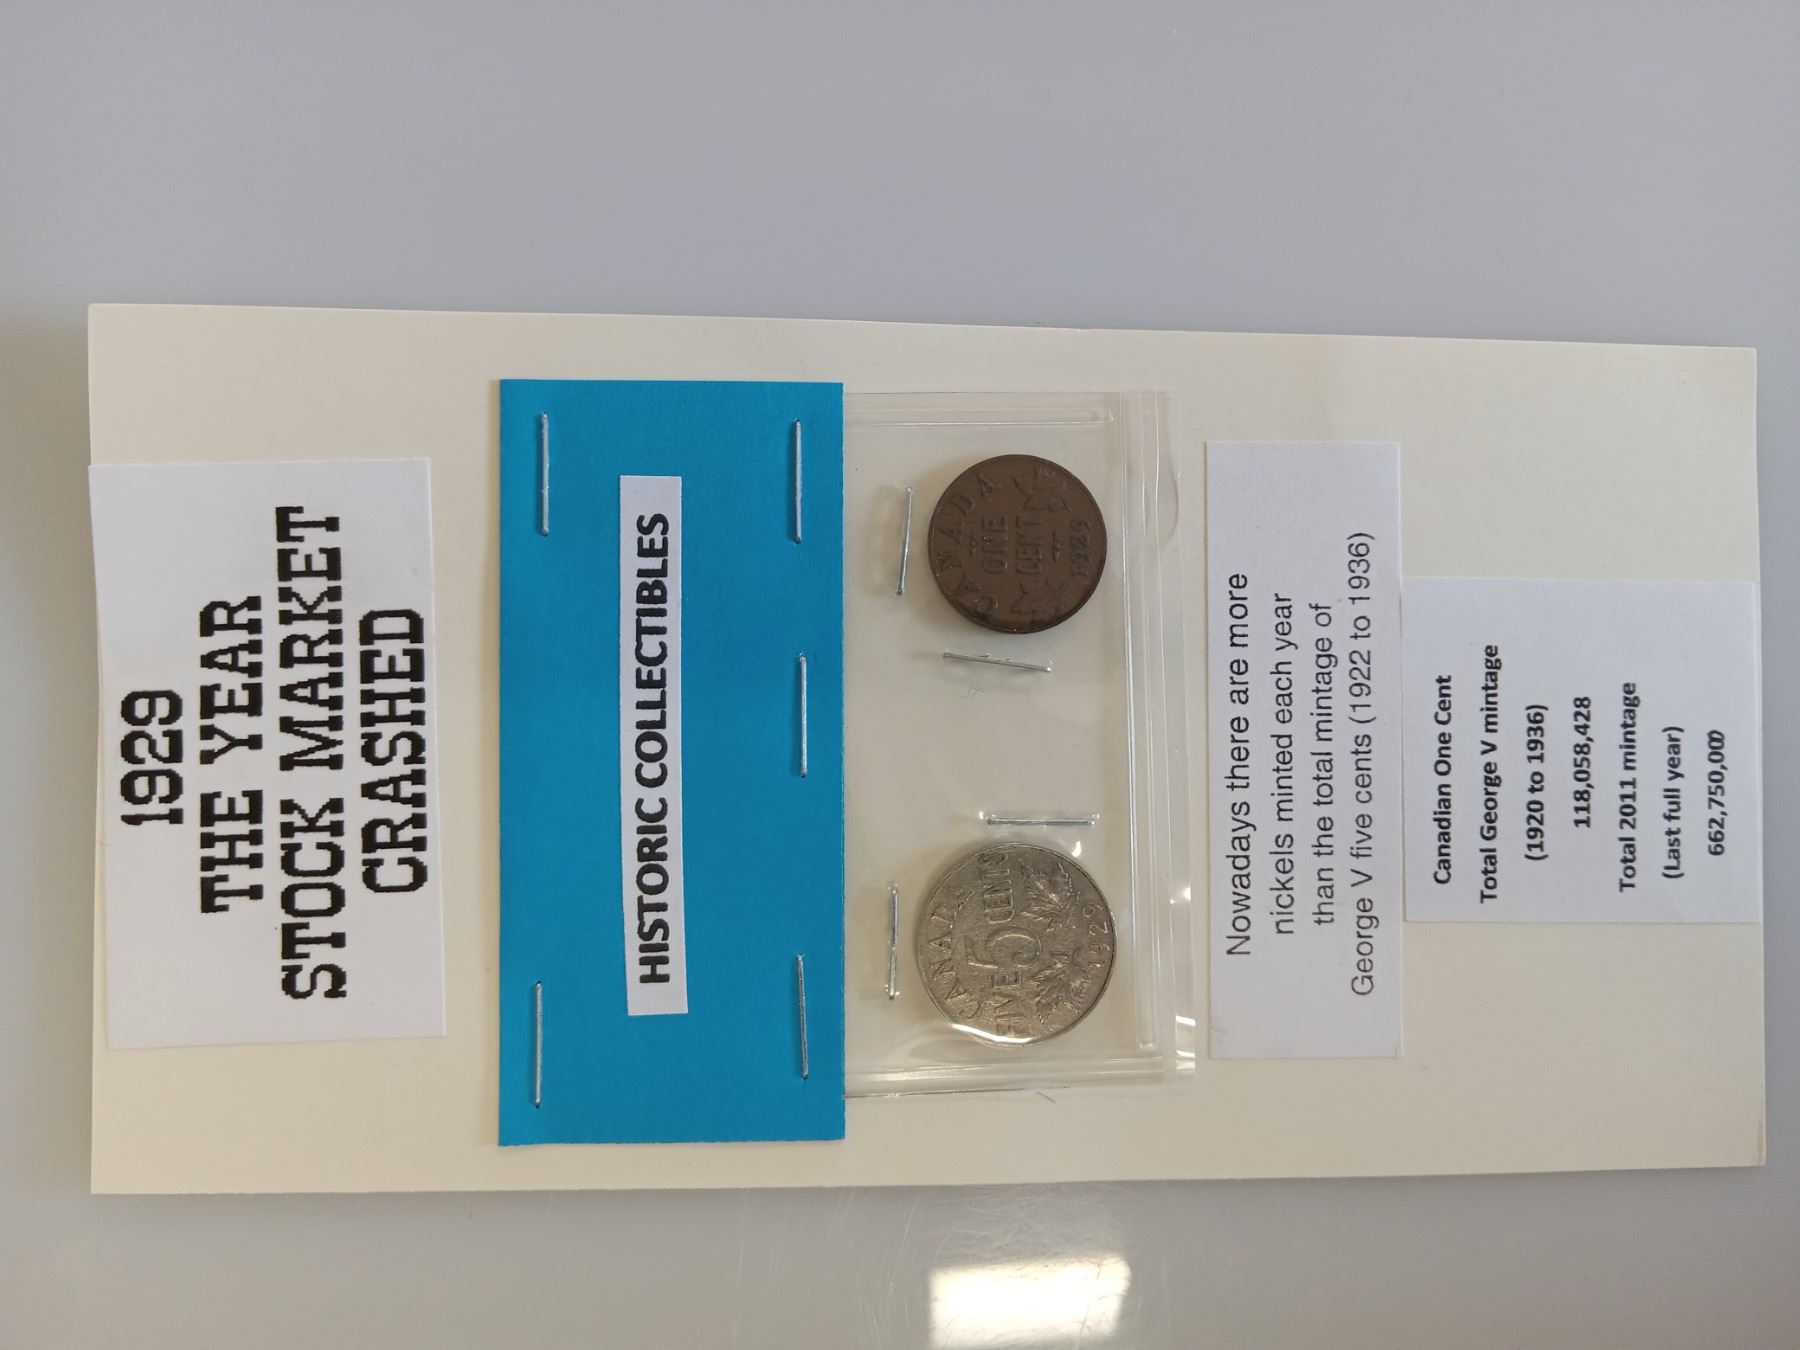 1929
THE YEAR
STOCK MARKET
CRASHED
HISTORIC COLLECTIBLES
CANADA
FIVE 5 CENTS
1929
CANADA
ONE
CENT
1929
Nowadays there are more
nickels minted each year
than the total mintage of
George V five cents (1922 to 1936)
Canadian One Cent
Total George V mintage
(1920 to 1936)
118,058,428
Total 2011 mintage
(Last full year)
662,750,000